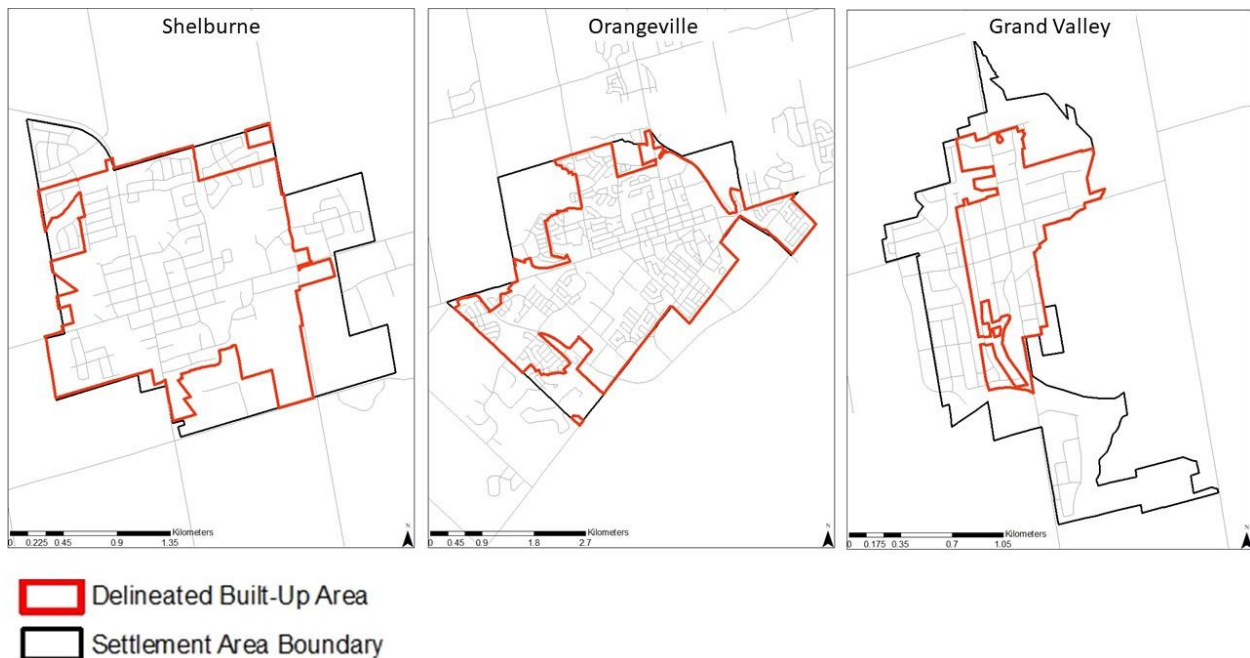 Shelburne
Orangeville
Grand Valley
Kilometers
0 0.225 0.45 0.9 1.35
N
Kilometers
0 0.45 0.9 1.8 2.7
N
Kilometers
0 0.175 0.35 0.7 1.05
N
Delineated Built-Up Area
Settlement Area Boundary